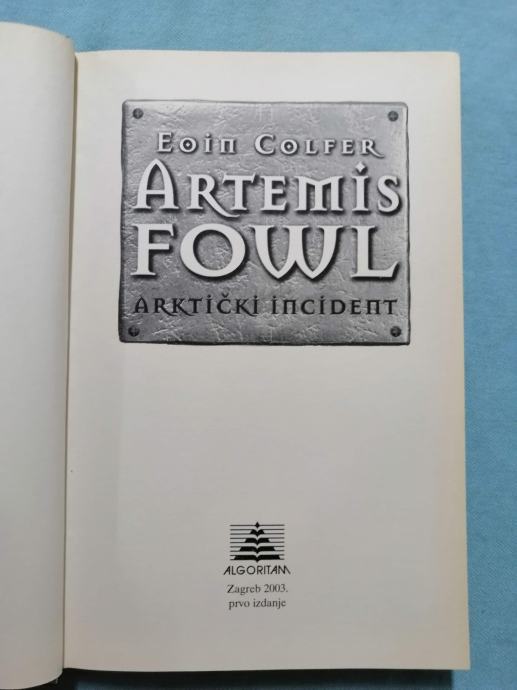 Eoin Colfer
Artemis
FOWL
Arktički incident
ALGORITAM
Zagreb 2003.
prvo izdanje